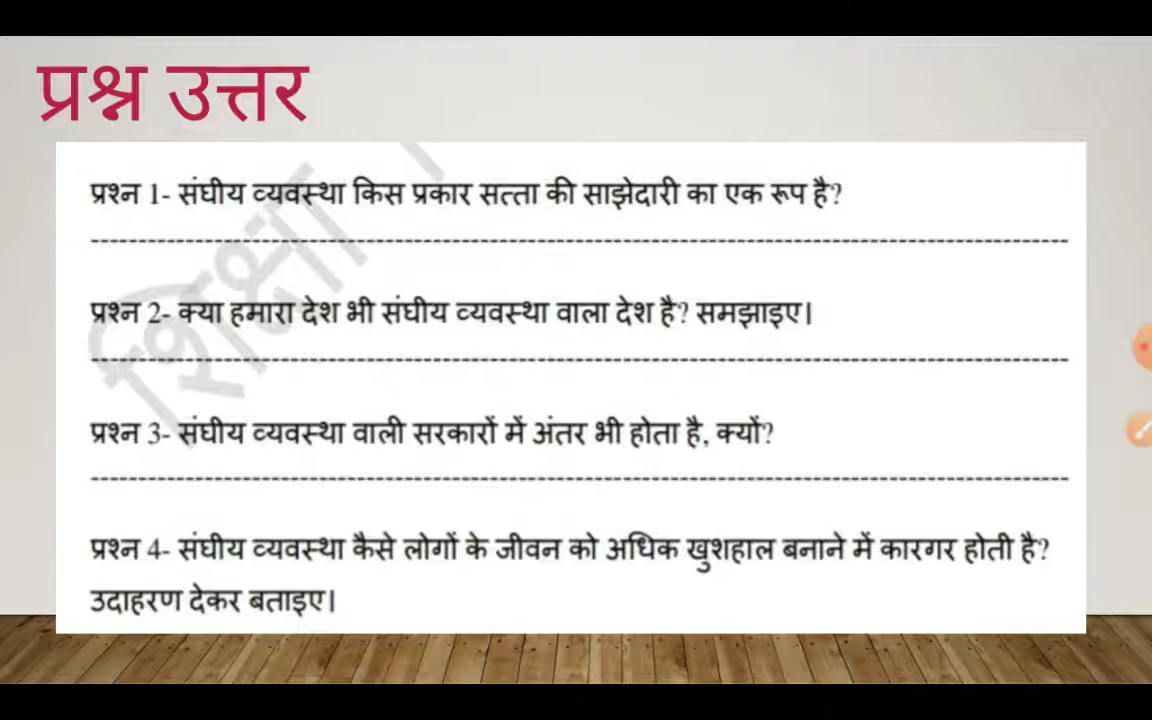 प्रश्न उत्तर
प्रश्न 1- संघीय व्यवस्था किस प्रकार सत्ता की साझेदारी का एक रूप है?
प्रश्न 2- क्या हमारा देश भी संघीय व्यवस्था वाला देश है? समझाइए।
प्रश्न 3- संघीय व्यवस्था वाली सरकारों में अंतर भी होता है, क्यों?
प्रश्न 4- संघीय व्यवस्था कैसे लोगों के जीवन को अधिक खुशहाल बनाने में कारगर होती है?
उदाहरण देकर बताइए।
शिक्षा